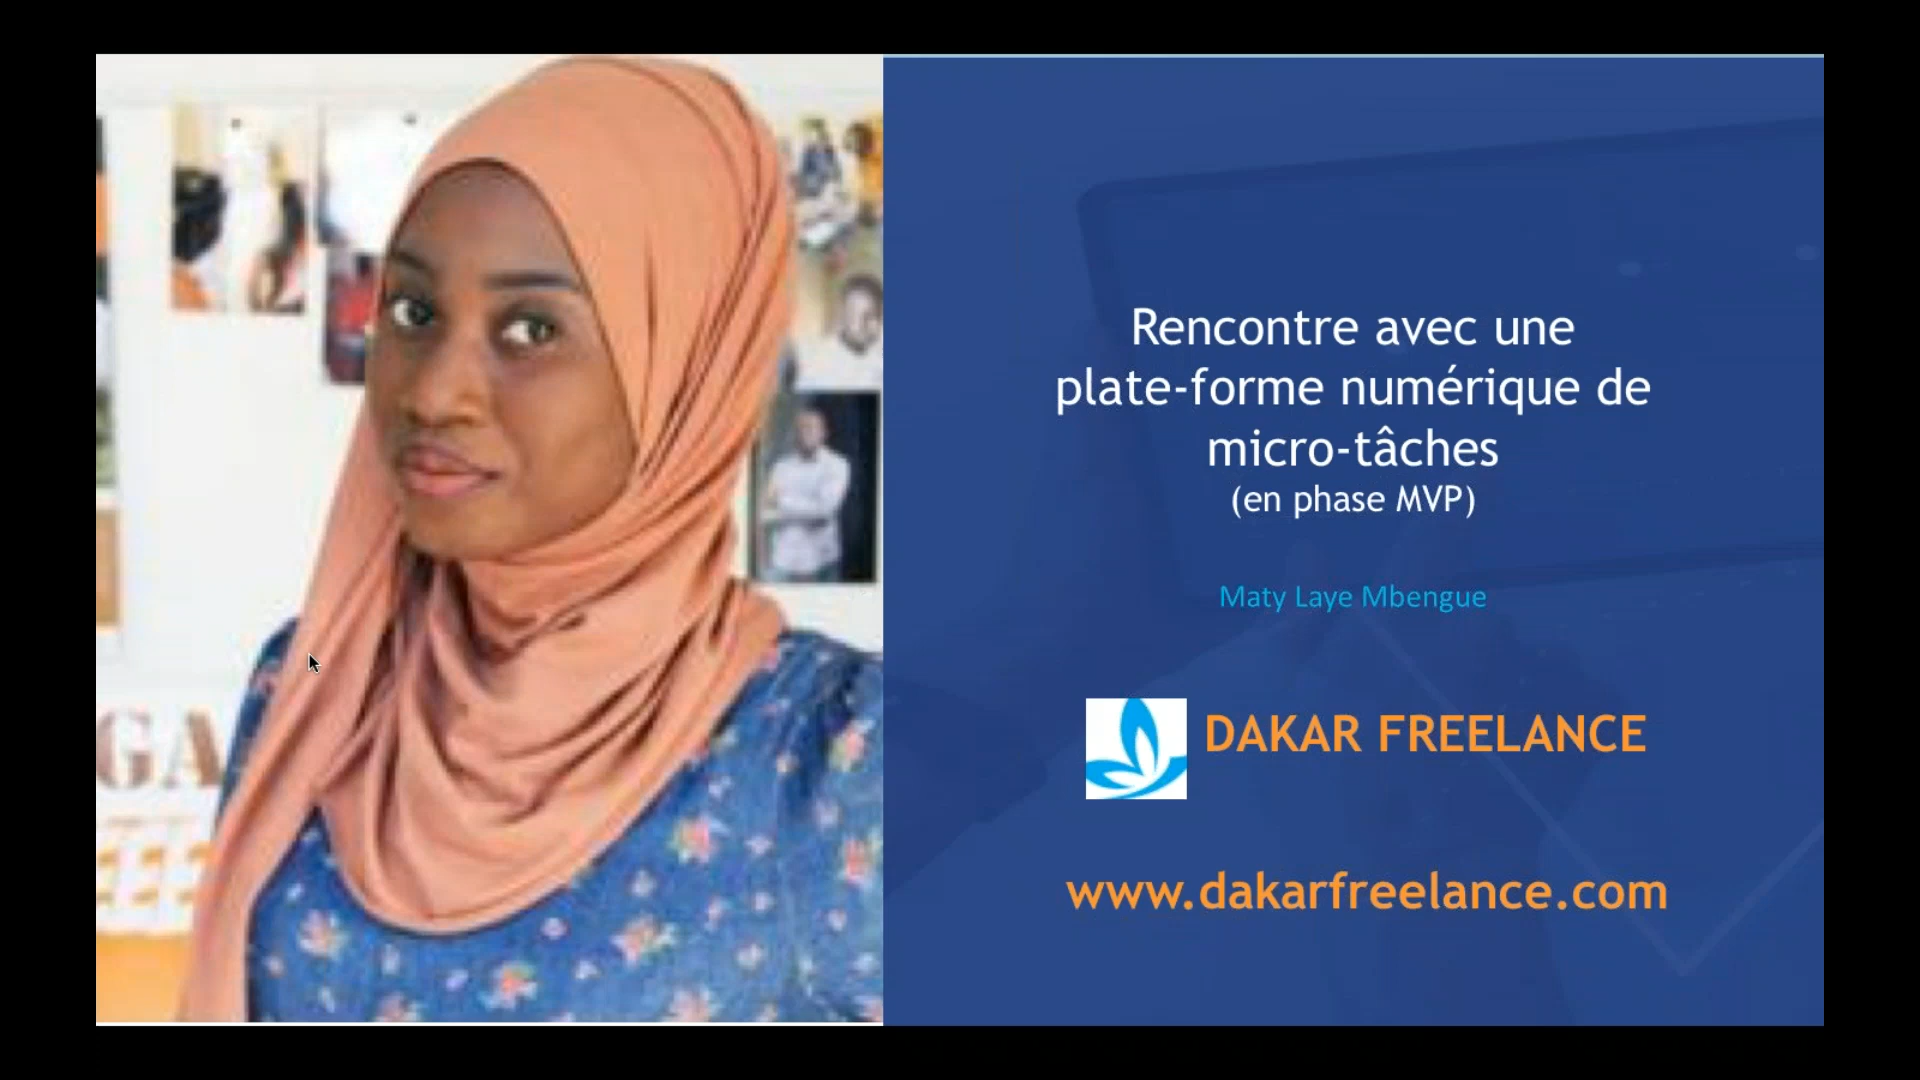 GA
Rencontre avec une
plate-forme numérique de
micro-tâches
(en phase MVP)
Maty Laye Mbengue
DAKAR FREELANCE
www.dakarfreelance.com